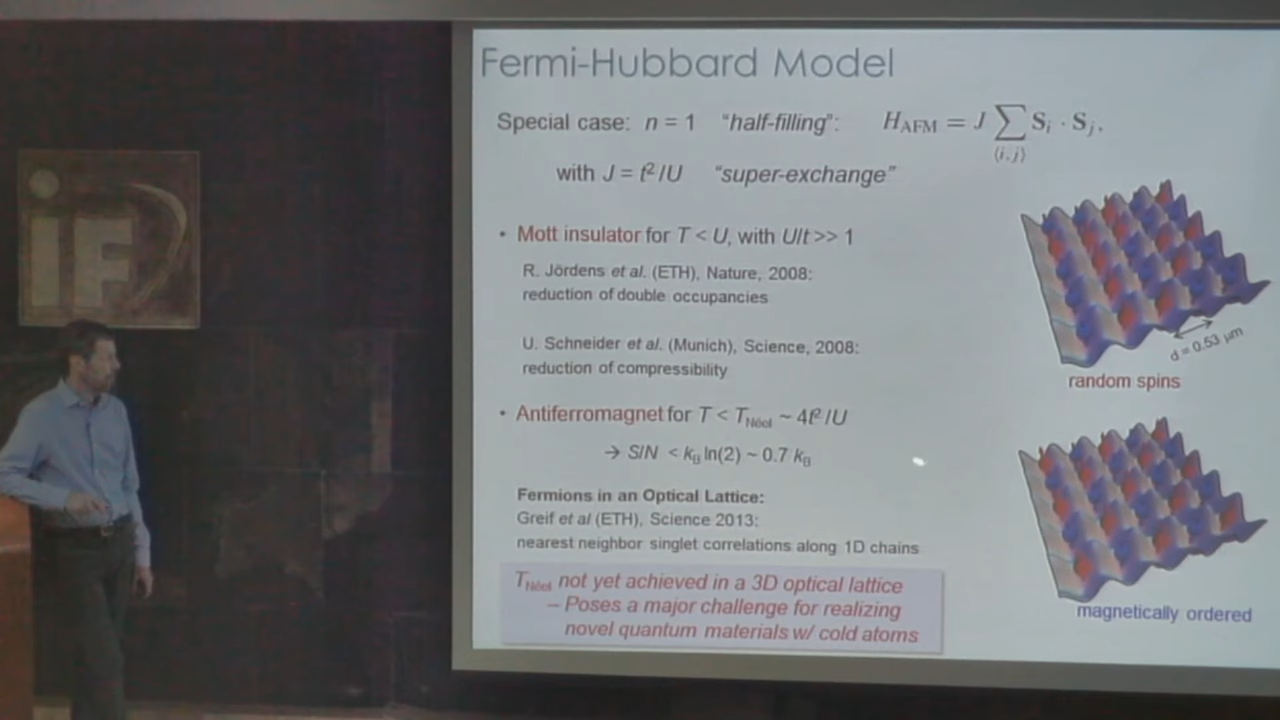 Fermi-Hubbard Model
Special case: n = 1 "half-filling": H_AFM = J ∑_⟨i,j⟩ S_i · S_j,
with J = t²/U "super-exchange"
• Mott insulator for T < U, with U/t >> 1
R. Jördens et al. (ETH), Nature, 2008:
reduction of double occupancies
U. Schneider et al. (Munich), Science, 2008:
reduction of compressibility
d = 0.53 μm
random spins
• Antiferromagnet for T < T_Néel ~ 4t²/U
→ S/N < k_B ln(2) ~ 0.7 k_B
Fermions in an Optical Lattice:
Greif et al (ETH), Science 2013:
nearest neighbor singlet correlations along 1D chains
T_Néel not yet achieved in a 3D optical lattice
– Poses a major challenge for realizing
novel quantum materials w/ cold atoms
magnetically ordered
iF